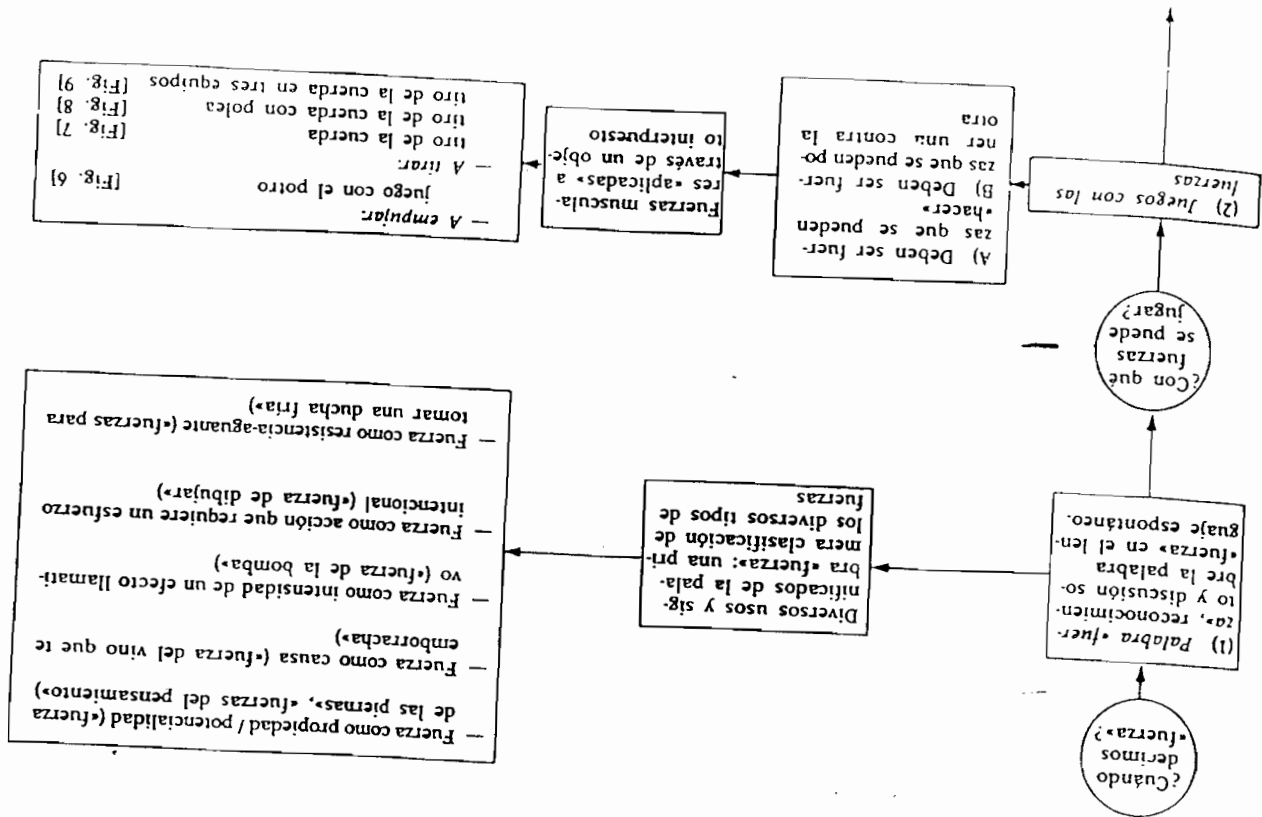 ¿Cuándo
derimos
«fuerza»?
(1) Palabra «fuer-
za», reconocimien-
to y discusión so-
bre la palabra
«fuerza» en el len-
guaje espontáneo.
Diversos usos y sig-
nificados de la pala-
bra «fuerza»: una pri-
mera clasificación de
los diversos tipos de
fuerzas
— Fuerza como propiedad / potencialidad («fuerza
de las piernas», «fuerzas del pensamiento»)
— Fuerza como causa («fuerza del vino que te
emborracha»)
— Fuerza como intensidad de un efecto llamati-
vo («fuerza de la bomba»)
— Fuerza como acción que requiere un esfuerzo
intencional («fuerza de dibujar»)
— Fuerza como resistencia-aguante («fuerzas para
tomar una ducha fría»)
¿Con qué
fuerzas
se puede
jugar?
(2) Juegos con las
fuerzas
A) Deben ser fuer-
zas que se pueden
«hacer»
B) Deben ser fuer-
zas que se pueden po-
ner una contra la
otra
Fuerzas muscula-
res «aplicadas» a
través de un obje-
to interpuesto
— A empujar:
juego con el potro [Fig. 6]
— A tirar:
tiro de la cuerda [Fig. 7]
tiro de la cuerda con polea [Fig. 8]
tiro de la cuerda en tres equipos [Fig. 9]